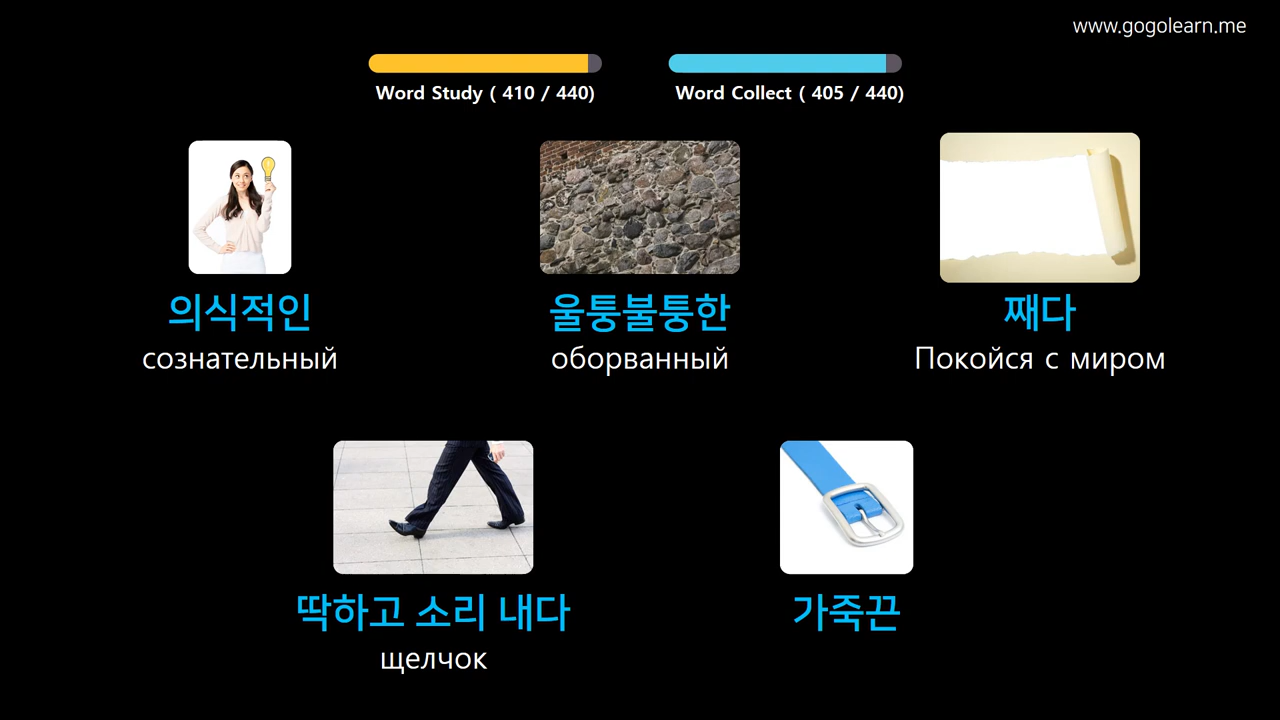 www.gogolearn.me
Word Study ( 410 / 440)
Word Collect ( 405 / 440)
의식적인
сознательный
울퉁불퉁한
оборванный
째다
Покойся с миром
딱하고 소리 내다
щелчок
가죽끈